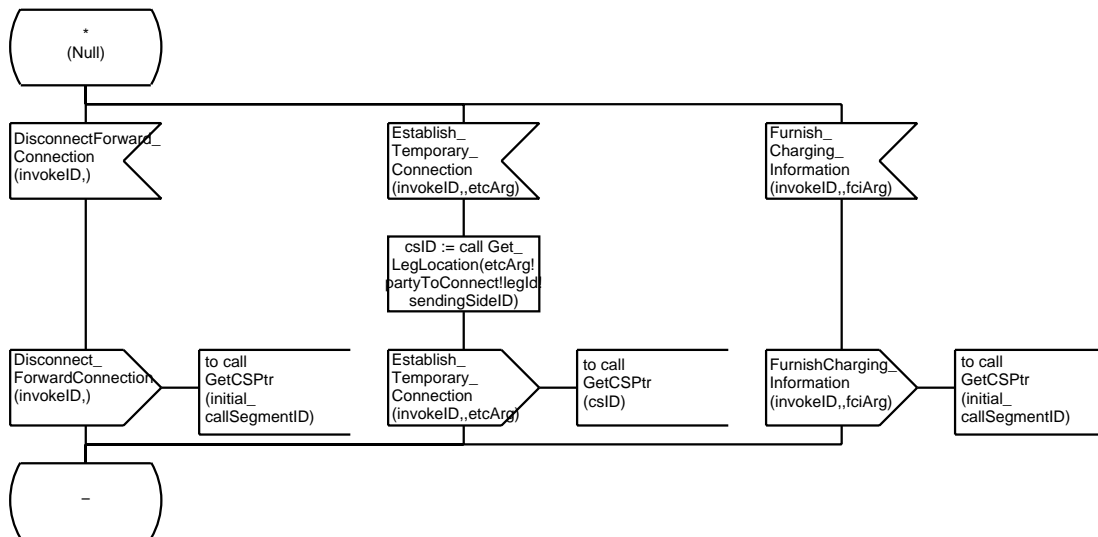 *
(Null)
DisconnectForward_
Connection
(invokeID,)
Establish_
Temporary_
Connection
(invokeID,,etcArg)
Furnish_
Charging_
Information
(invokeID,,fciArg)
csID := call Get_
LegLocation(etcArg!
partyToConnect!legId!
sendingSideID)
Disconnect_
ForwardConnection
(invokeID,)
to call
GetCSPtr
(initial_
callSegmentID)
Establish_
Temporary_
Connection
(invokeID,,etcArg)
to call
GetCSPtr
(csID)
FurnishCharging_
Information
(invokeID,,fciArg)
to call
GetCSPtr
(initial_
callSegmentID)
–